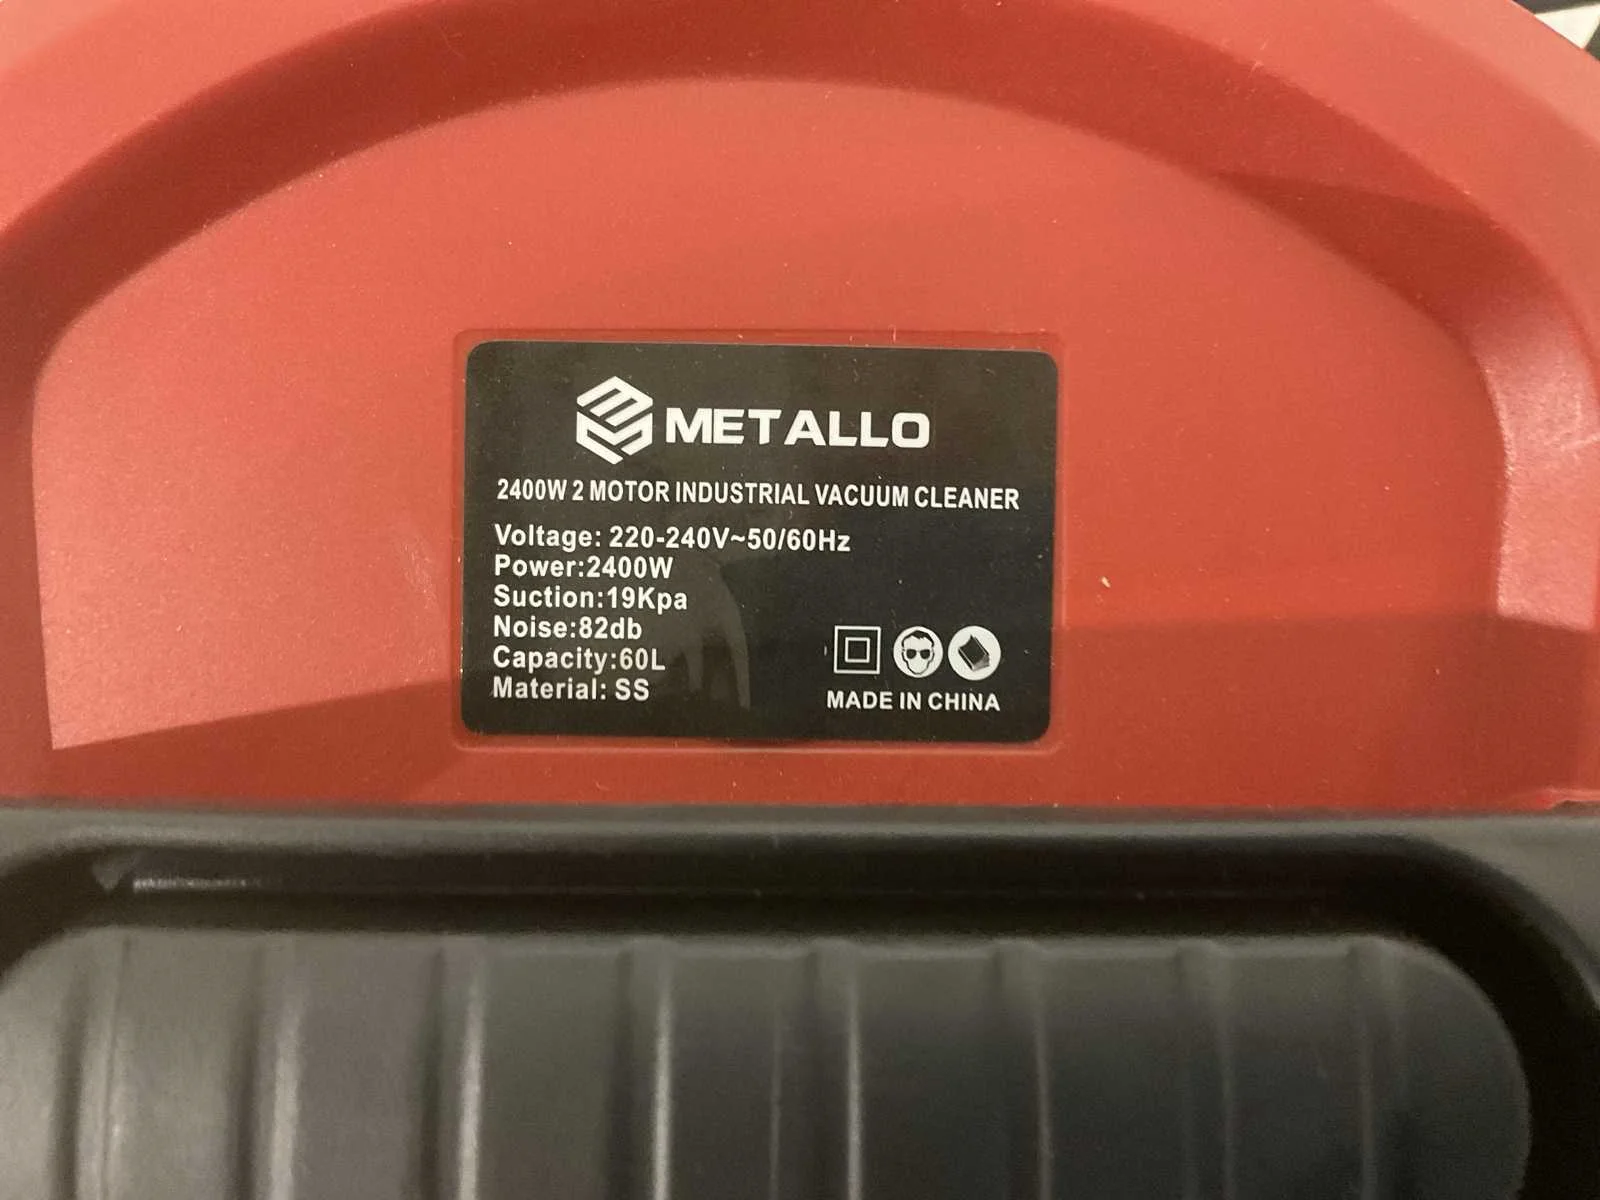 METALLO
2400W 2 MOTOR INDUSTRIAL VACUUM CLEANER
Voltage: 220-240V~50/60Hz
Power:2400W
Suction:19Kpa
Noise:82db
Capacity:60L
Material: SS
MADE IN CHINA